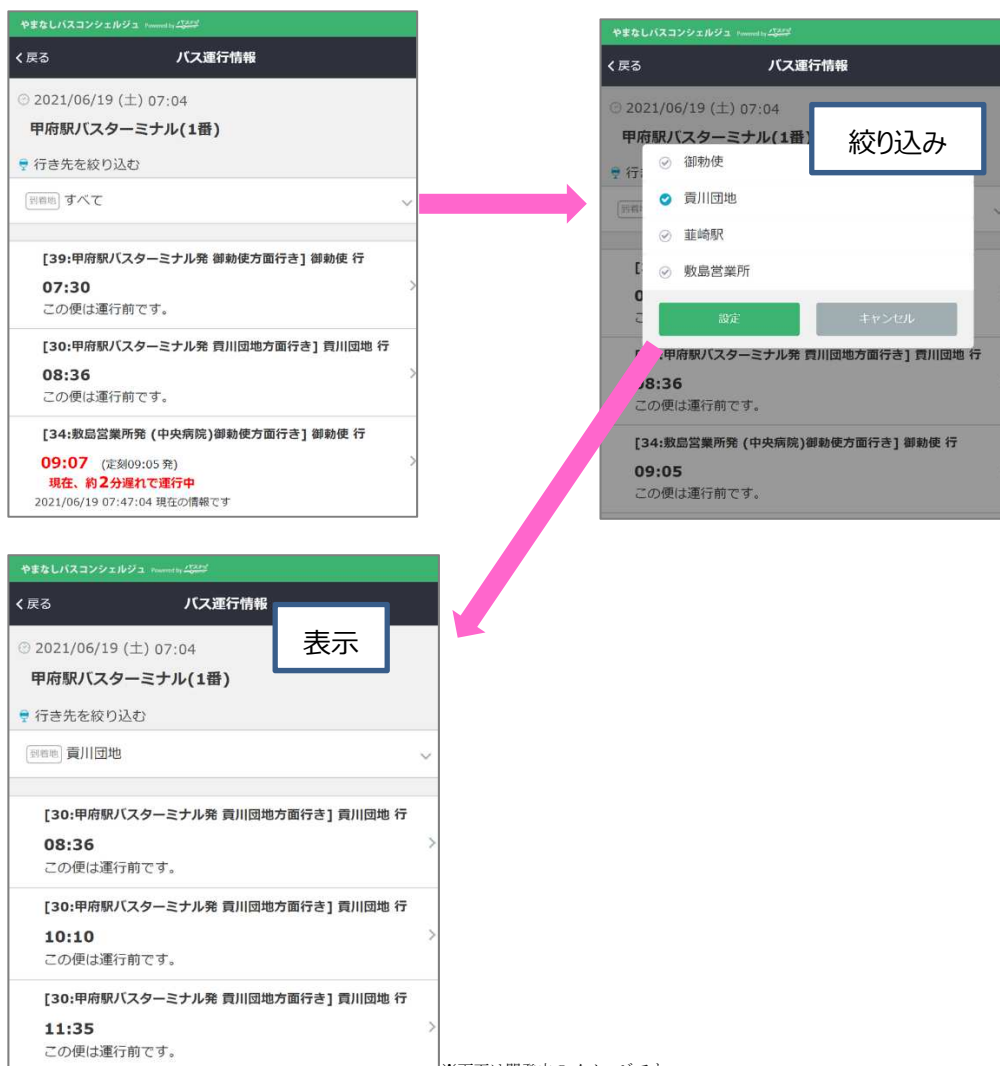 やまなしバスコンシェルジュ Powered by
戻る
バス運行情報
2021/06/19 (土) 07:04
甲府駅バスターミナル(1番)
行き先を絞り込む
到着地 すべて
[39:甲府駅バスターミナル発 御勅使方面行き] 御勅使 行
07:30
この便は運行前です。
[30:甲府駅バスターミナル発 貢川団地方面行き] 貢川団地 行
08:36
この便は運行前です。
[34:敷島営業所発 (中央病院)御勅使方面行き] 御勅使 行
09:07 (定刻09:05 発)
現在、約2分遅れで運行中
2021/06/19 07:47:04 現在の情報です
やまなしバスコンシェルジュ Powered by
戻る
バス運行情報
2021/06/19 (土) 07:04
甲府駅バスターミナル(1番)
絞り込み
御勅使
貢川団地
韮崎駅
敷島営業所
設定
キャンセル
甲府駅バスターミナル発 貢川団地方面行き] 貢川団地 行
08:36
この便は運行前です。
[34:敷島営業所発 (中央病院)御勅使方面行き] 御勅使 行
09:05
この便は運行前です。
やまなしバスコンシェルジュ Powered by
戻る
バス運行情報
表示
2021/06/19 (土) 07:04
甲府駅バスターミナル(1番)
行き先を絞り込む
到着地 貢川団地
[30:甲府駅バスターミナル発 貢川団地方面行き] 貢川団地 行
08:36
この便は運行前です。
[30:甲府駅バスターミナル発 貢川団地方面行き] 貢川団地 行
10:10
この便は運行前です。
[30:甲府駅バスターミナル発 貢川団地方面行き] 貢川団地 行
11:35
この便は運行前です。